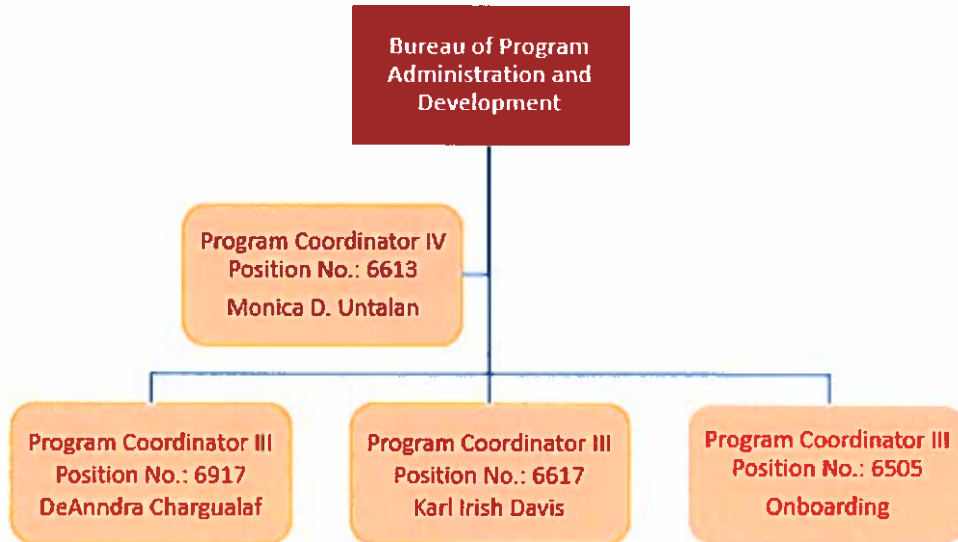 Bureau of Program
Administration and
Development
Program Coordinator IV
Position No.: 6613
Monica D. Untalan
Program Coordinator III
Position No.: 6917
DeAnndra Chargualaf
Program Coordinator III
Position No.: 6617
Karl Irish Davis
Program Coordinator III
Position No.: 6505
Onboarding